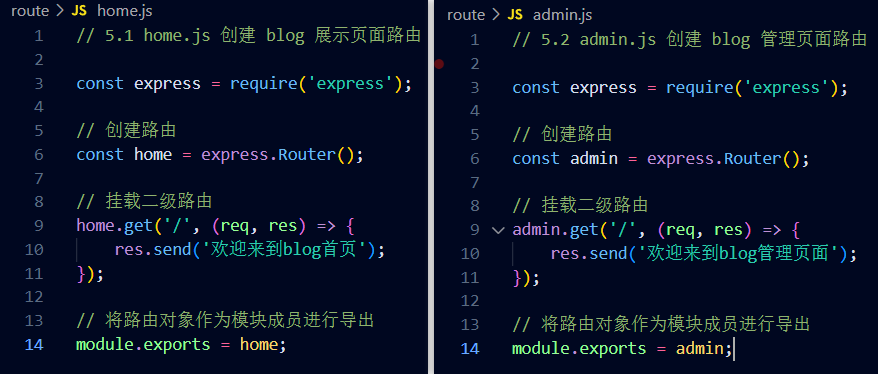 route > JS home.js
1 // 5.1 home.js 创建 blog 展示页面路由
2
3 const express = require('express');
4
5 // 创建路由
6 const home = express.Router();
7
8 // 挂载二级路由
9 home.get('/', (req, res) => {
10 res.send('欢迎来到blog首页');
11 });
12
13 // 将路由对象作为模块成员进行导出
14 module.exports = home;
route > JS admin.js
1 // 5.2 admin.js 创建 blog 管理页面路由
2
3 const express = require('express');
4
5 // 创建路由
6 const admin = express.Router();
7
8 // 挂载二级路由
9 admin.get('/', (req, res) => {
10 res.send('欢迎来到blog管理页面');
11 });
12
13 // 将路由对象作为模块成员进行导出
14 module.exports = admin;